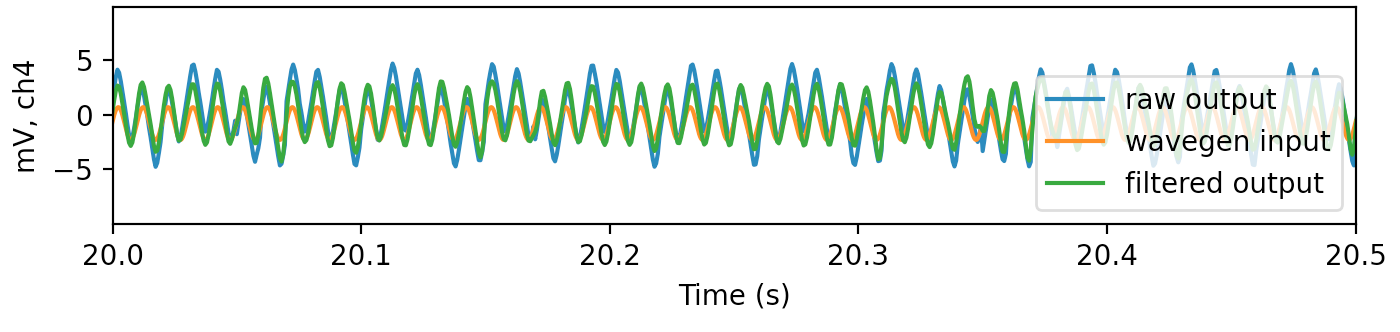 mV, ch4
5
0
−5
raw output
wavegen input
filtered output
20.0 20.1 20.2 20.3 20.4 20.5
Time (s)